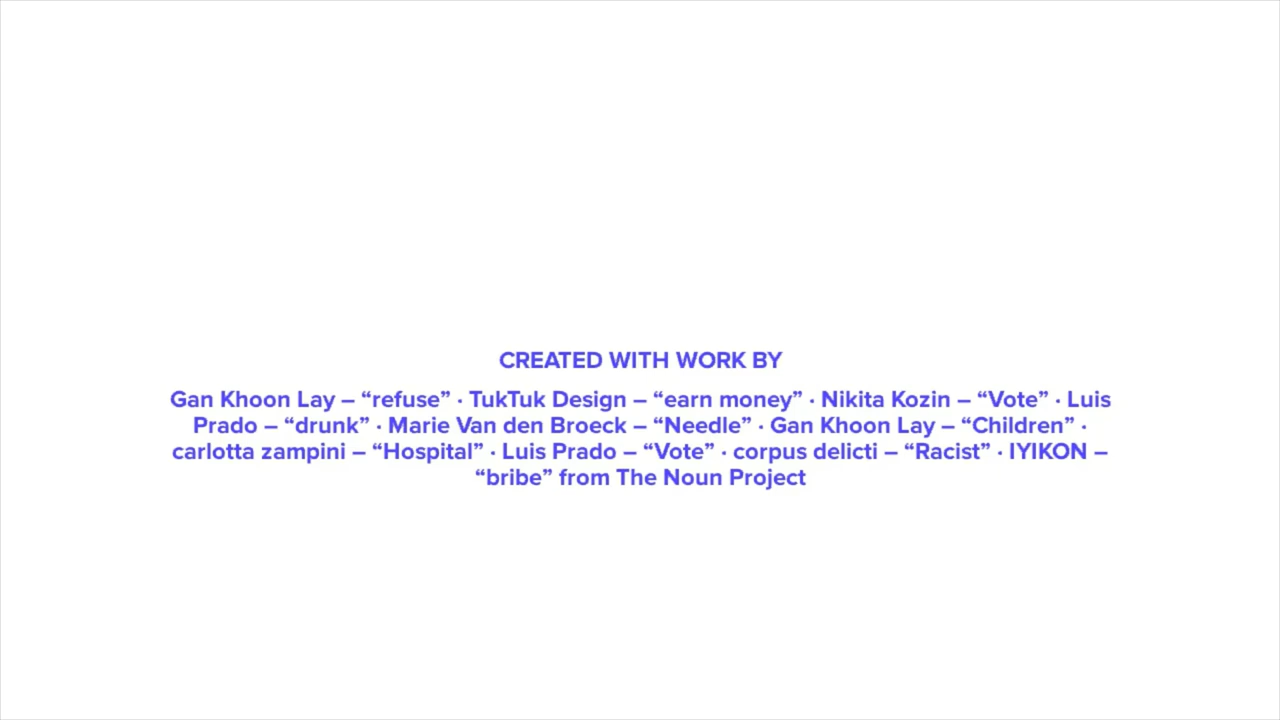 CREATED WITH WORK BY
Gan Khoon Lay – “refuse” · TukTuk Design – “earn money” · Nikita Kozin – “Vote” · Luis
Prado – “drunk” · Marie Van den Broeck – “Needle” · Gan Khoon Lay – “Children” ·
carlotta zampini – “Hospital” · Luis Prado – “Vote” · corpus delicti – “Racist” · IYIKON –
“bribe” from The Noun Project